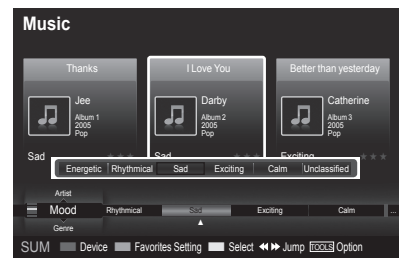 Music
Thanks I Love You Better than yesterday
Jee Darby Catherine
Album 1 Album 2 Album 3
2005 2005 2005
Pop Pop Pop
Sad Sad Exciting
Energetic Rhythmical Sad Exciting Calm Unclassified
Artist
Mood Rhythmical Sad Exciting Calm ...
Genre
SUM Device Favorites Setting Select Jump TOOLS Option